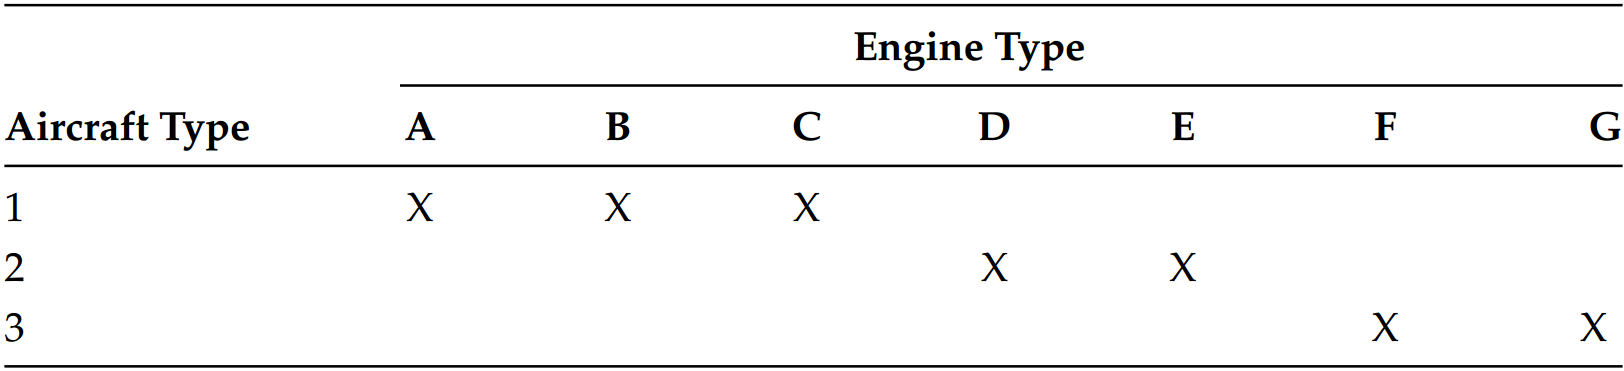 Engine Type
Aircraft Type A B C D E F G
1 X X X
2 X X
3 X X